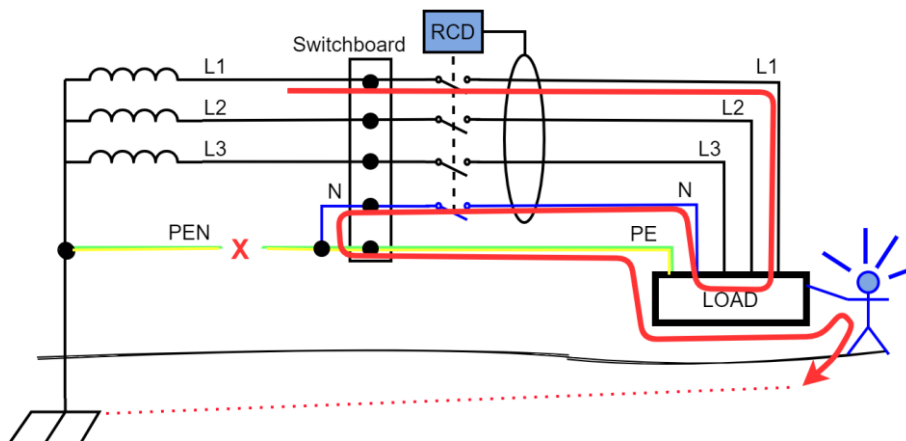 RCD
Switchboard
L1
L1
L2
L2
L3
L3
N
N
PEN
X
PE
LOAD